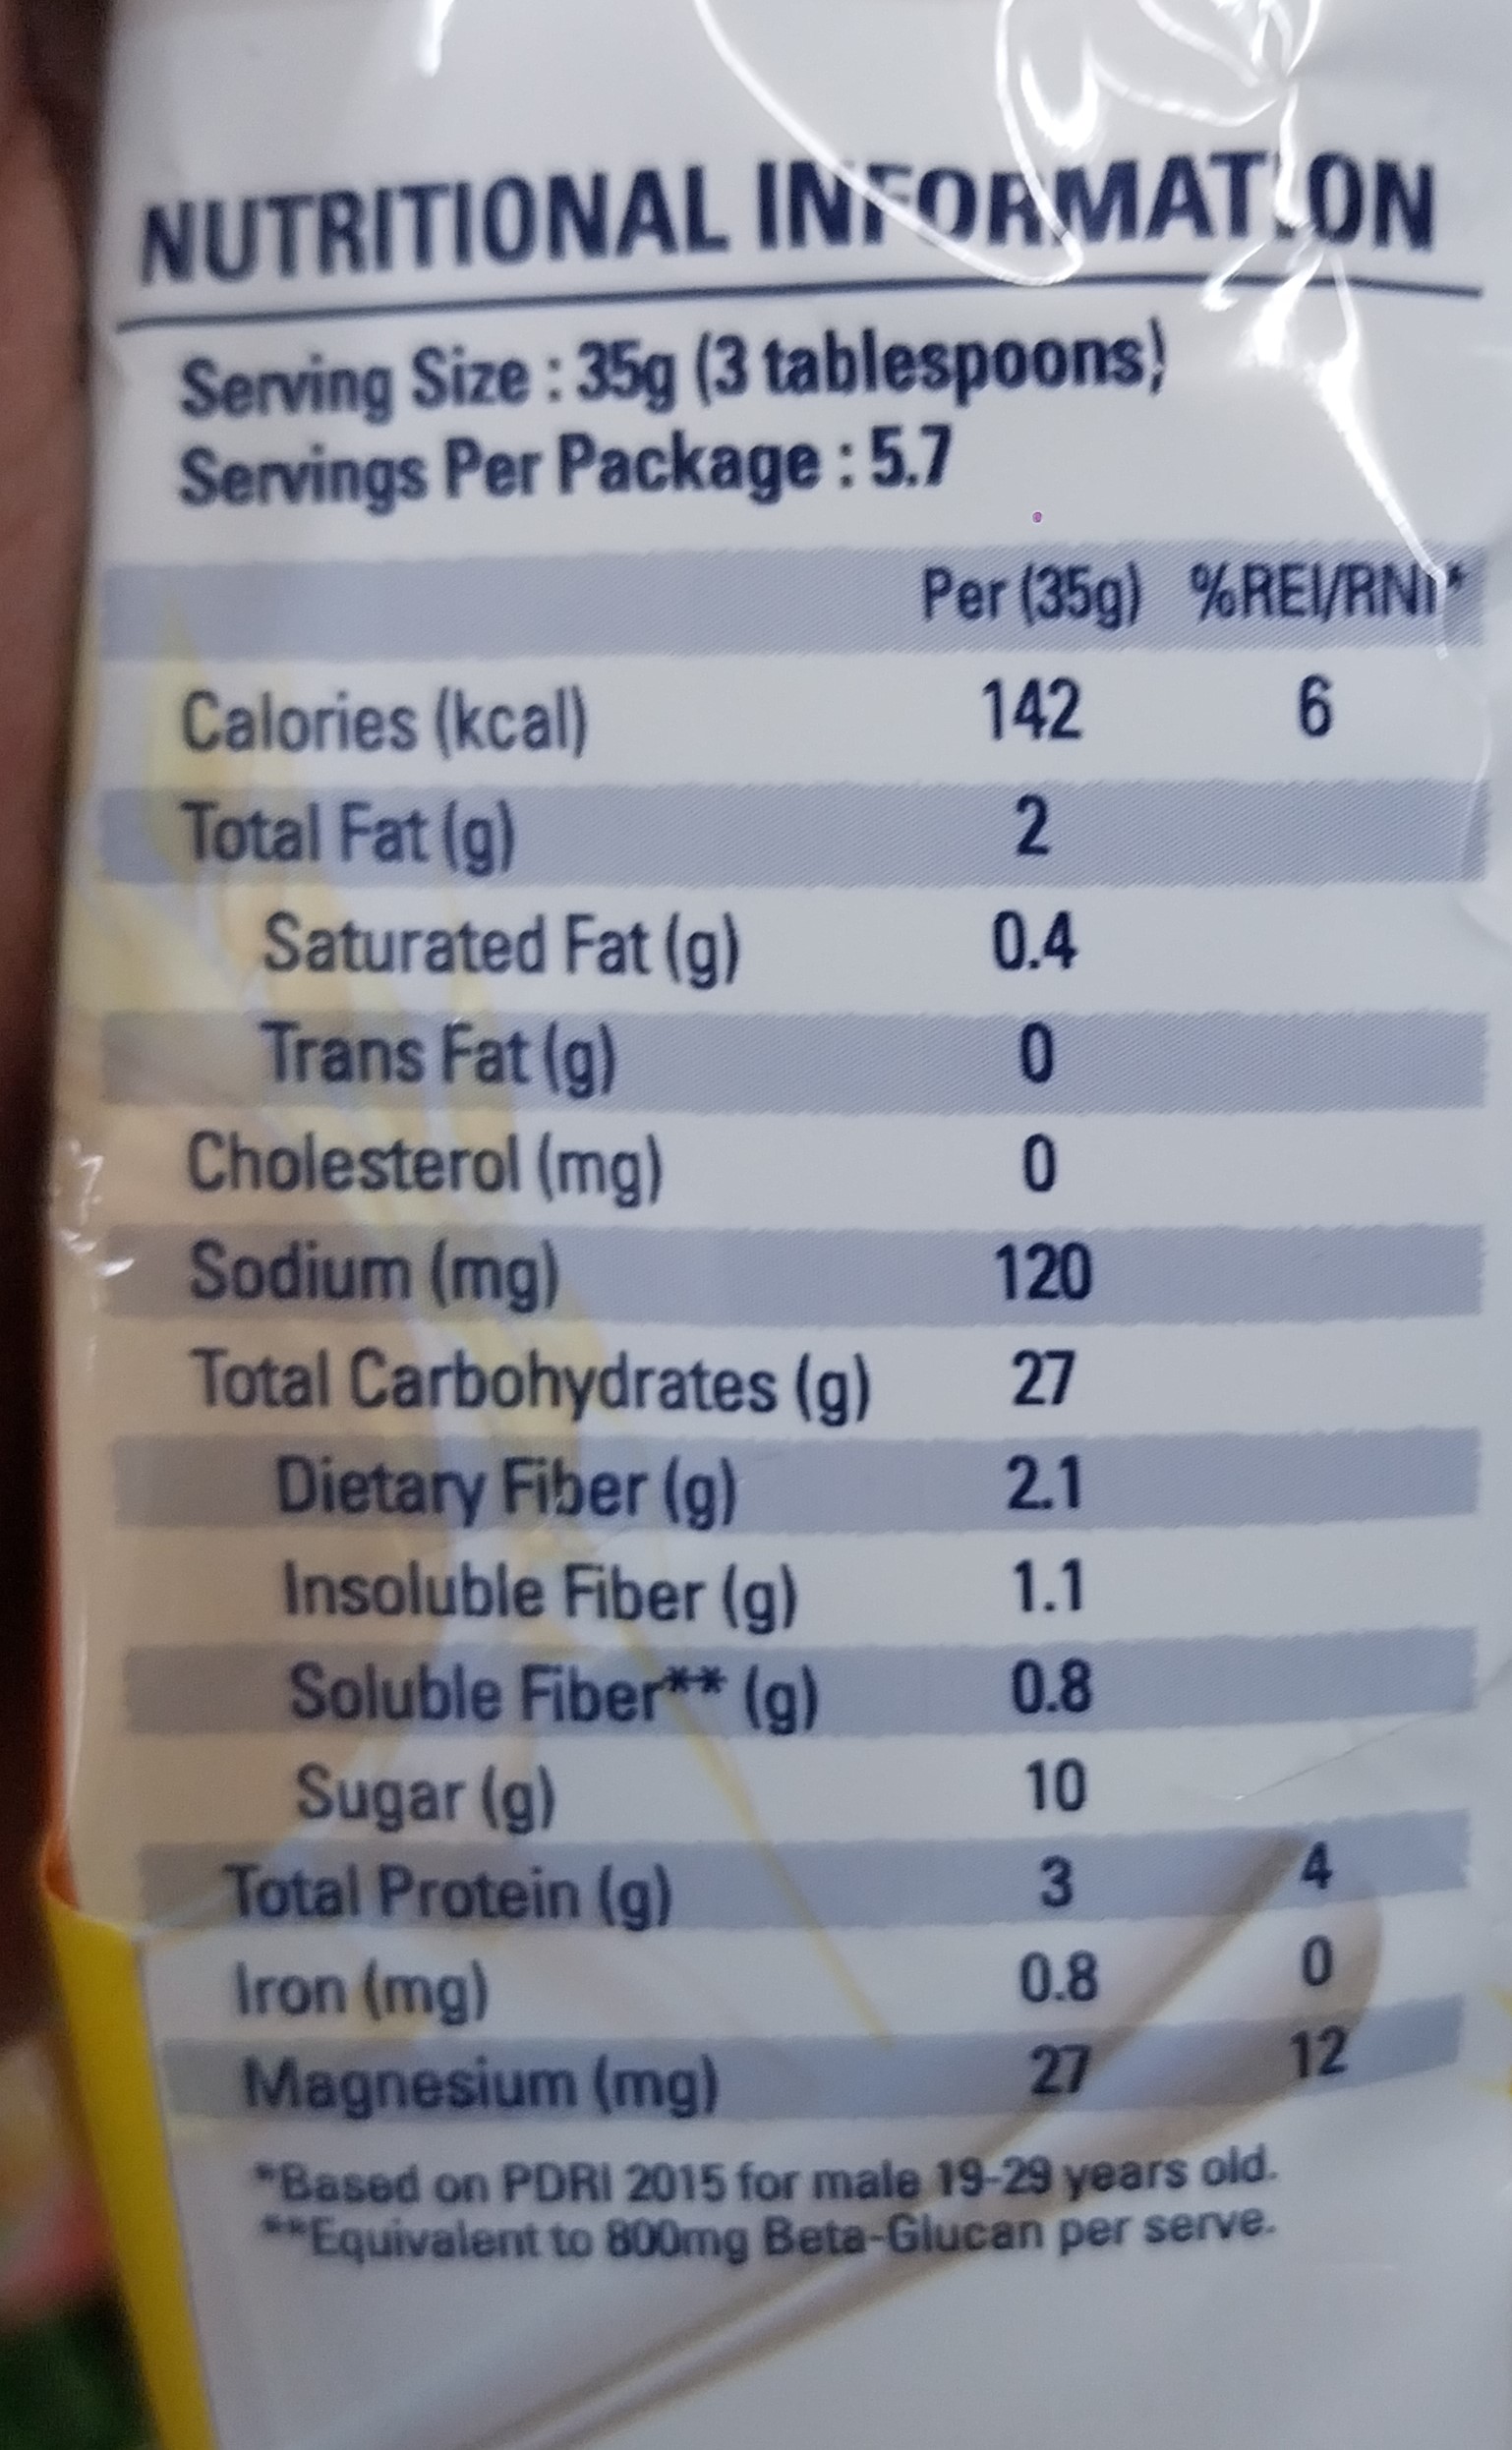 NUTRITIONAL INFORMATION
Serving Size : 35g (3 tablespoons)
Servings Per Package : 5.7
Per (35g) %REI/RNI*
Calories (kcal) 142 6
Total Fat (g) 2
Saturated Fat (g) 0.4
Trans Fat (g) 0
Cholesterol (mg) 0
Sodium (mg) 120
Total Carbohydrates (g) 27
Dietary Fiber (g) 2.1
Insoluble Fiber (g) 1.1
Soluble Fiber** (g) 0.8
Sugar (g) 10
Total Protein (g) 3 4
Iron (mg) 0.8 0
Magnesium (mg) 27 12
*Based on PDRI 2015 for male 19-29 years old.
**Equivalent to 800mg Beta-Glucan per serve.